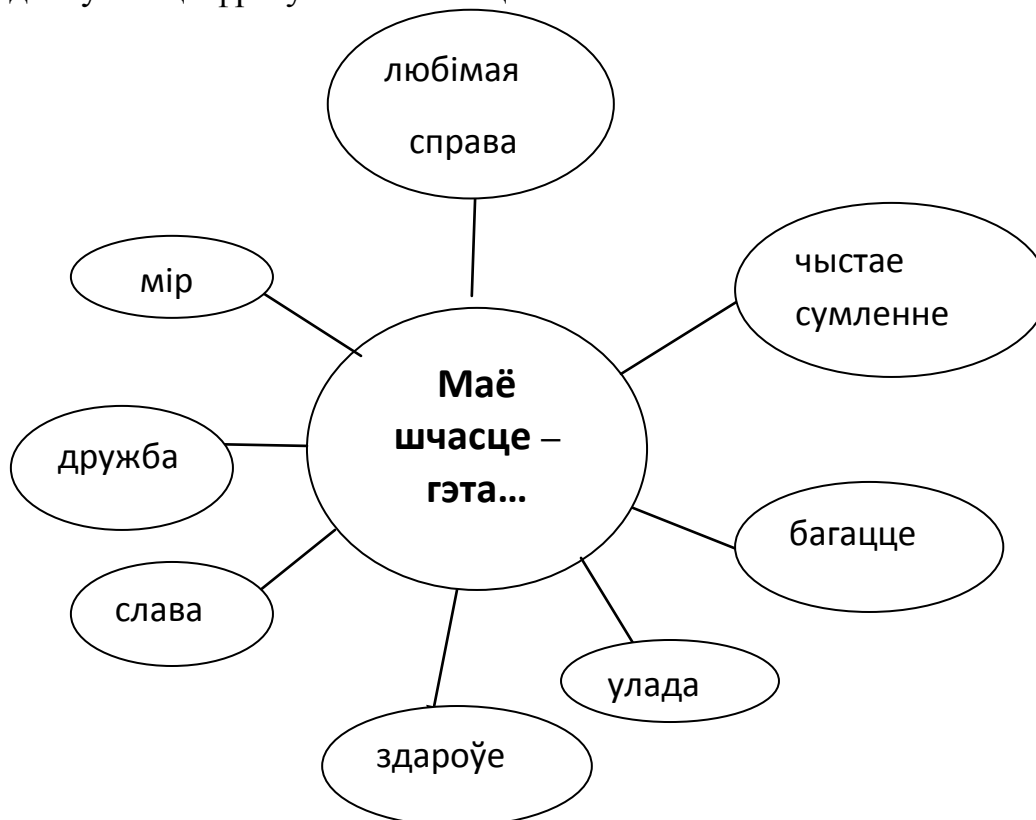 любімая
справа
чыстае
сумленне
мір
Маё
шчасце –
гэта...
дружба
багацце
слава
улада
здароўе